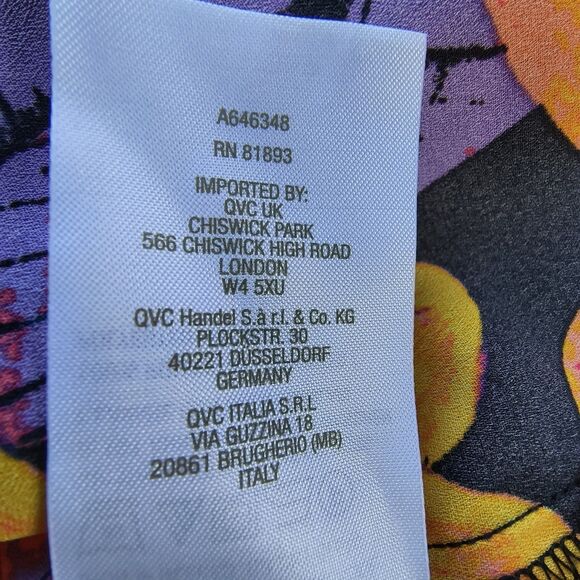 A646348
RN 81893
IMPORTED BY:
QVC UK
CHISWICK PARK
566 CHISWICK HIGH ROAD
LONDON
W4 5XU
QVC Handel S.à r.l. & Co. KG
PLOCKSTR. 30
40221 DÜSSELDORF
GERMANY
QVC ITALIA S.R.L
VIA GUZZINA 18
20861 BRUGHERIO (MB)
ITALY